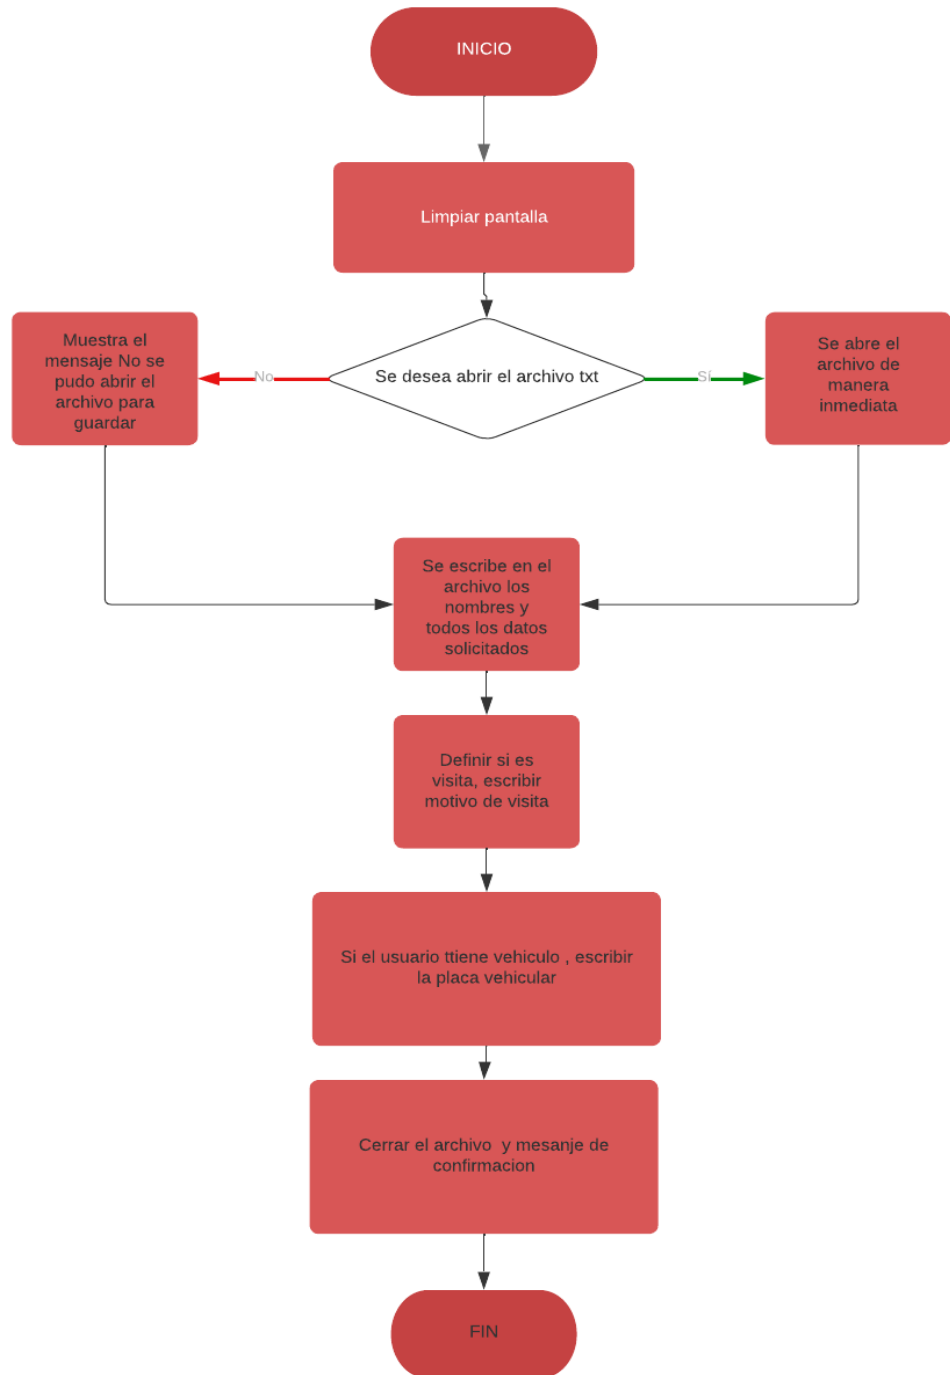 INICIO
Limpiar pantalla
Se desea abrir el archivo txt
No
Sí
Muestra el
mensaje No se
pudo abrir el
archivo para
guardar
Se abre el
archivo de
manera
inmediata
Se escribe en el
archivo los
nombres y
todos los datos
solicitados
Definir si es
visita, escribir
motivo de visita
Si el usuario ttiene vehiculo , escribir
la placa vehicular
Cerrar el archivo  y mesanje de
confirmacion
FIN